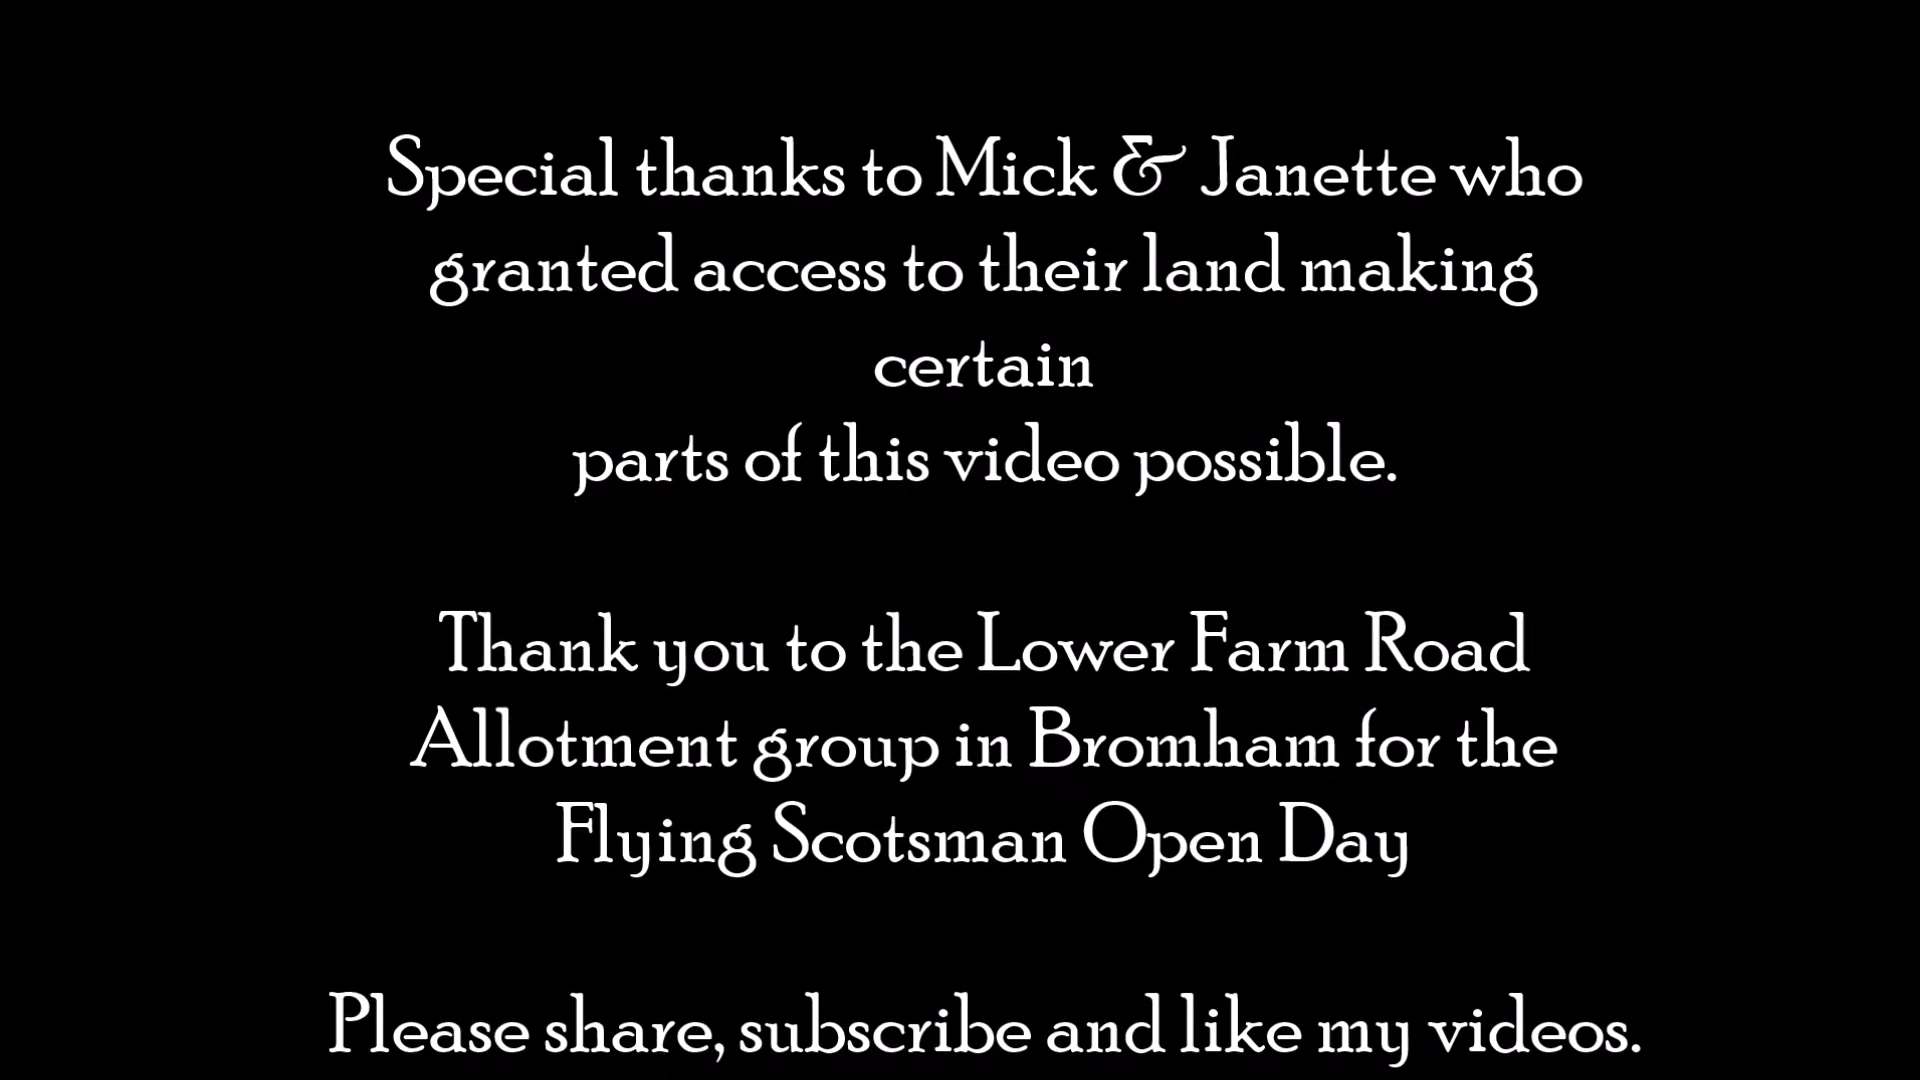 Special thanks to Mick & Janette who
granted access to their land making
certain
parts of this video possible.
Thank you to the Lower Farm Road
Allotment group in Bromham for the
Flying Scotsman Open Day
Please share, subscribe and like my videos.